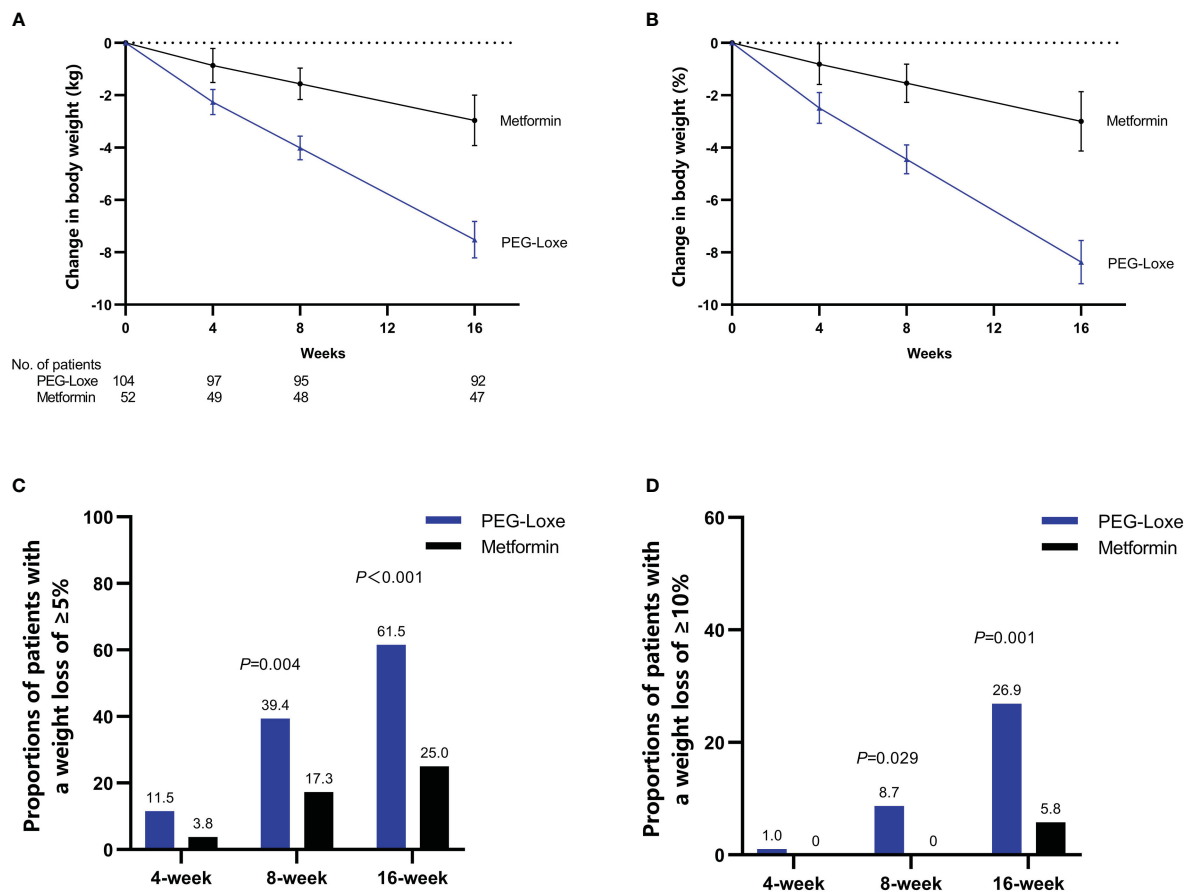 A
Change in body weight (kg)
0
-2
-4
-6
-8
-10
Metformin
PEG-Loxe
0 4 8 12 16
Weeks
No. of patients
PEG-Loxe 104 97 95 92
Metformin 52 49 48 47
B
Change in body weight (%)
0
-2
-4
-6
-8
-10
Metformin
PEG-Loxe
0 4 8 12 16
Weeks
C
Proportions of patients with
a weight loss of ≥5%
100
80
60
40
20
0
PEG-Loxe
Metformin
P<0.001
P=0.004
11.5 3.8 39.4 17.3 61.5 25.0
4-week 8-week 16-week
D
Proportions of patients with
a weight loss of ≥10%
60
40
20
0
PEG-Loxe
Metformin
P=0.001
P=0.029
1.0 0 8.7 0 26.9 5.8
4-week 8-week 16-week